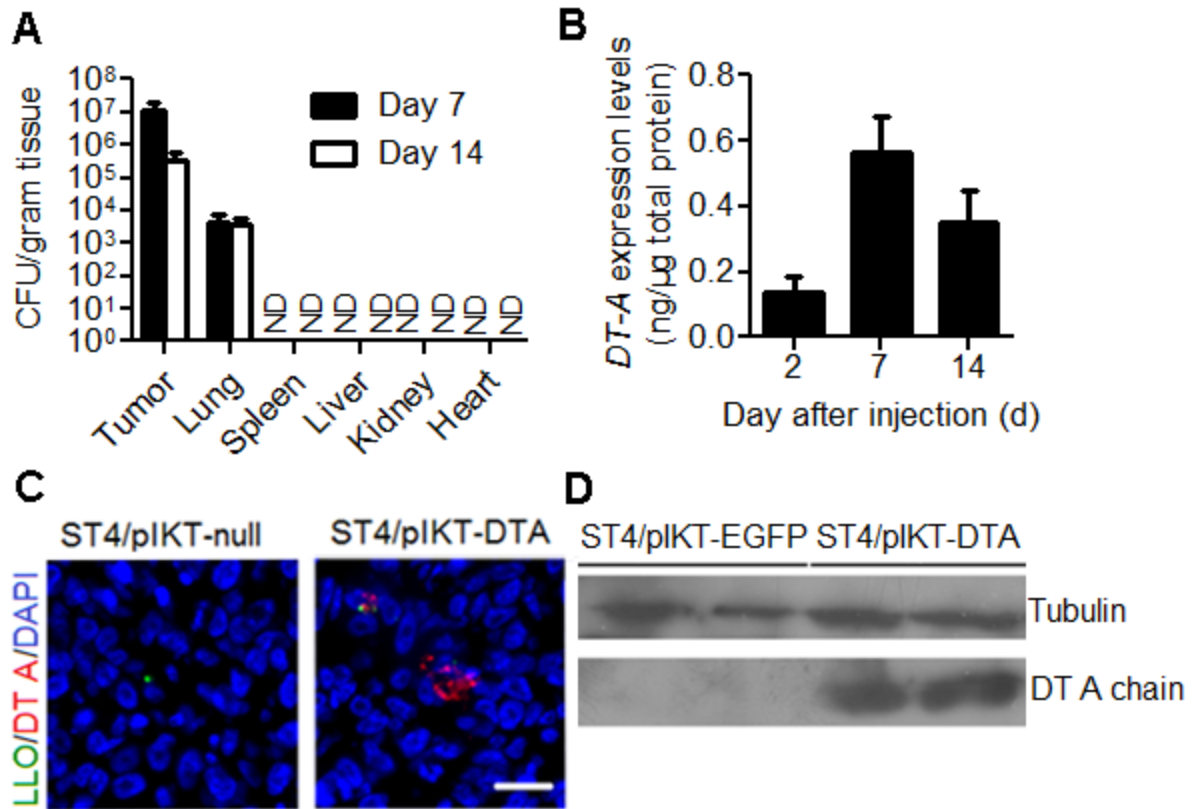 A
CFU/gram tissue
10⁸
10⁷
10⁶
10⁵
10⁴
10³
10²
10¹
10⁰
Day 7
Day 14
ND ND ND ND ND ND ND ND
Tumor Lung Spleen Liver Kidney Heart
B
DT-A expression levels
(ng/μg total protein)
0.8
0.6
0.4
0.2
0.0
2 7 14
Day after injection (d)
C
ST4/pIKT-null ST4/pIKT-DTA
LLO/DT A/DAPI
D
ST4/pIKT-EGFP ST4/pIKT-DTA
Tubulin
DT A chain